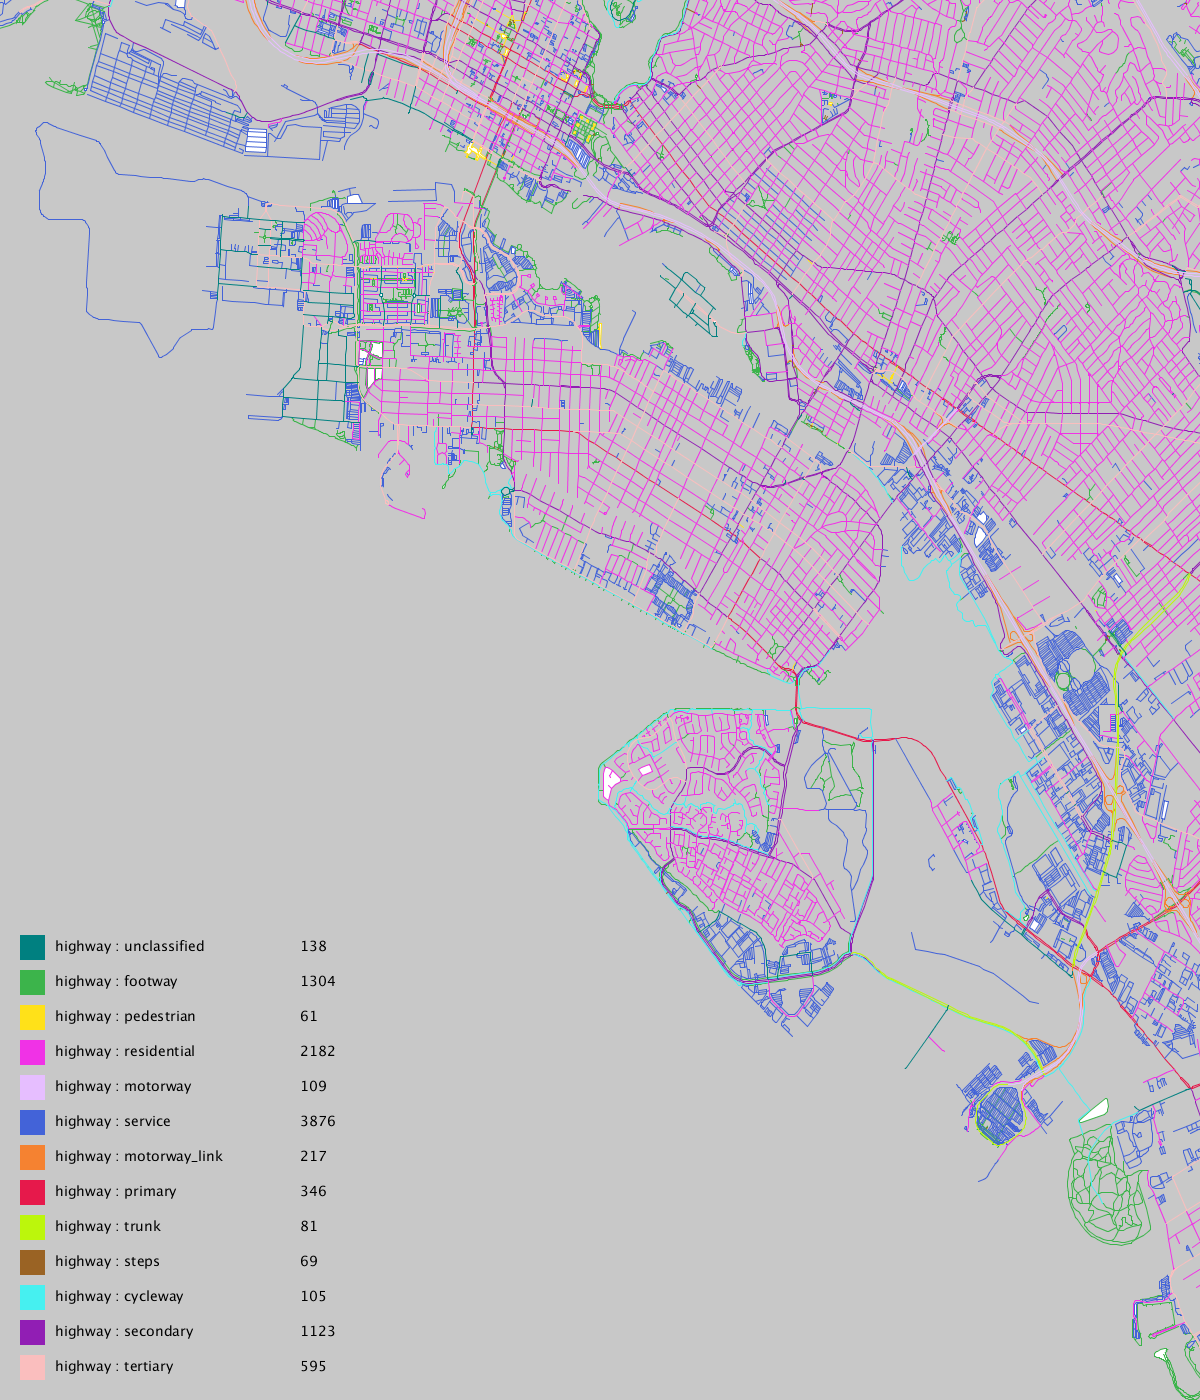 highway : unclassified 138
highway : footway 1304
highway : pedestrian 61
highway : residential 2182
highway : motorway 109
highway : service 3876
highway : motorway_link 217
highway : primary 346
highway : trunk 81
highway : steps 69
highway : cycleway 105
highway : secondary 1123
highway : tertiary 595